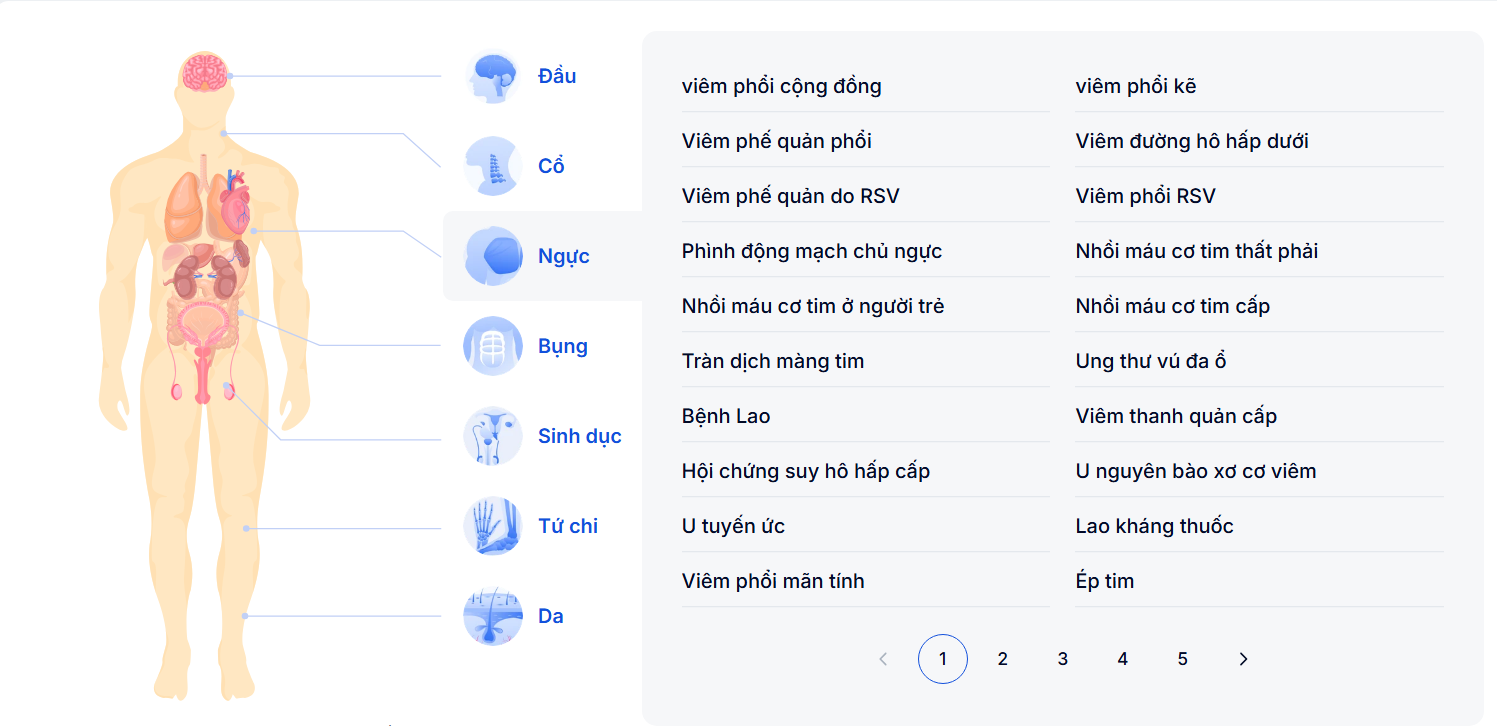 Đầu
Cổ
Ngực
Bụng
Sinh dục
Tứ chi
Da
viêm phổi cộng đồng
viêm phổi kẽ
Viêm phế quản phổi
Viêm đường hô hấp dưới
Viêm phế quản do RSV
Viêm phổi RSV
Phình động mạch chủ ngực
Nhồi máu cơ tim thất phải
Nhồi máu cơ tim ở người trẻ
Nhồi máu cơ tim cấp
Tràn dịch màng tim
Ung thư vú đa ổ
Bệnh Lao
Viêm thanh quản cấp
Hội chứng suy hô hấp cấp
U nguyên bào xơ cơ viêm
U tuyến ức
Lao kháng thuốc
Viêm phổi mãn tính
Ép tim
1 2 3 4 5